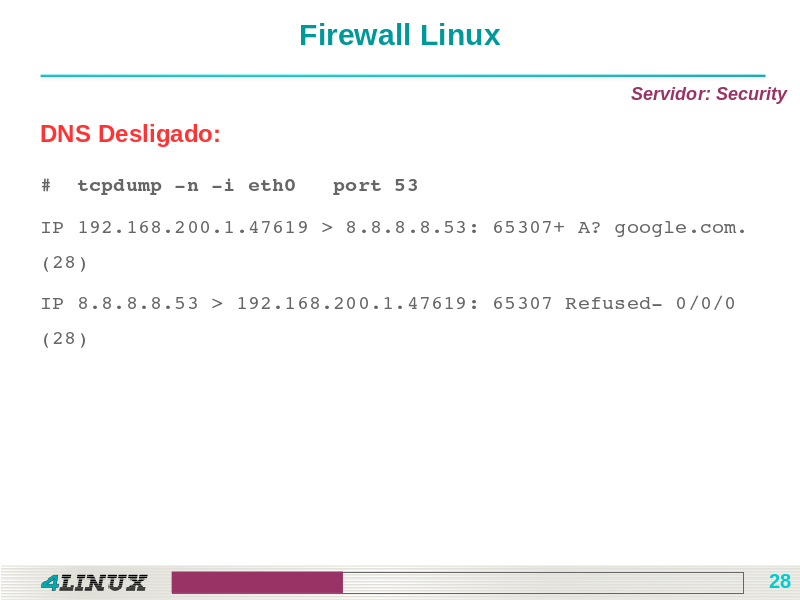 Firewall Linux
Servidor: Security
DNS Desligado:
#  tcpdump -n -i eth0   port 53
IP 192.168.200.1.47619 > 8.8.8.8.53: 65307+ A? google.com.
(28)
IP 8.8.8.8.53 > 192.168.200.1.47619: 65307 Refused- 0/0/0
(28)
4LINUX
28